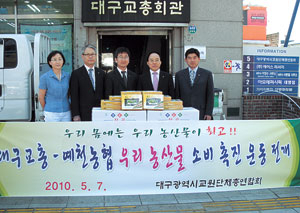 대구교총회관
INFORMATION
우리 몸에는 우리 농산물이 최고!!
대구교총·예천농협 우리 농산물 소비 촉진 운동 전개
2010. 5. 7.
대구광역시교원단체총연합회